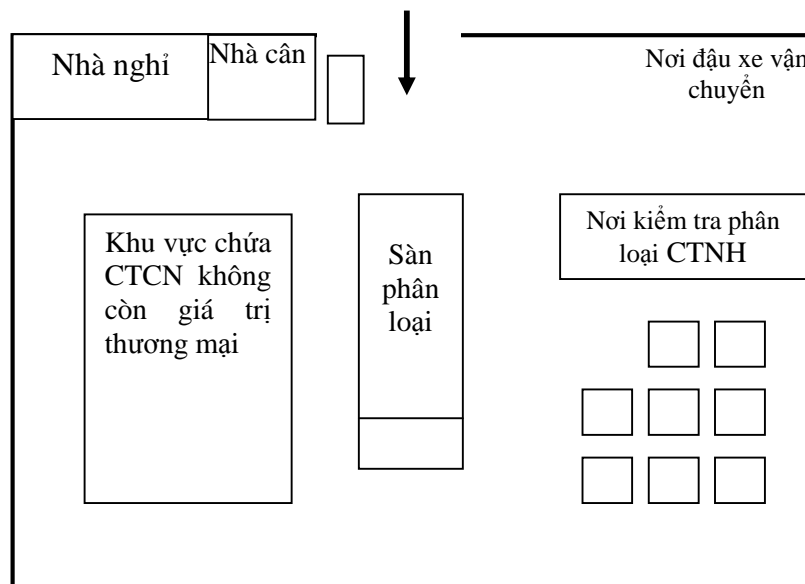 Nhà nghỉ
Nhà cân
Nơi đậu xe vận
chuyển
Khu vực chứa
CTCN không
còn giá trị
thương mại
Sàn
phân
loại
Nơi kiểm tra phân
loại CTNH